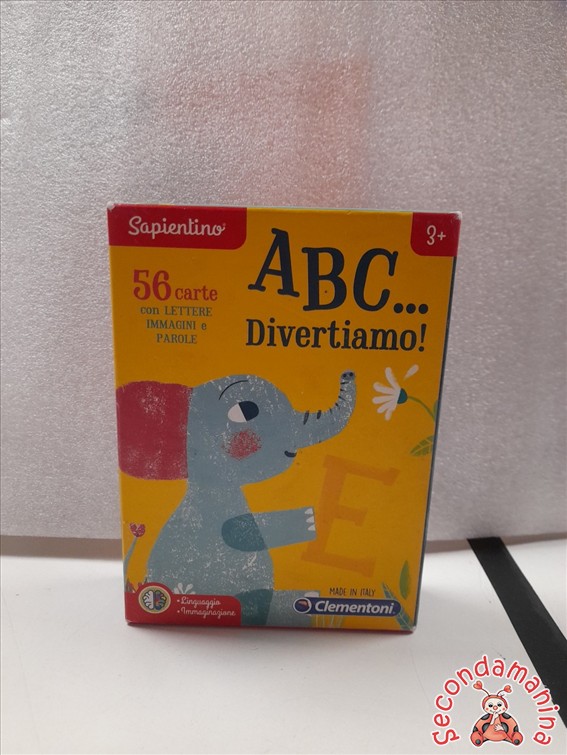 Sapientino
3+
ABC...
Divertiamo!
56 carte
con LETTERE
IMMAGINI e
PAROLE
E
MADE IN ITALY
Clementoni
• Linguaggio
• Immaginazione
Secondamanina